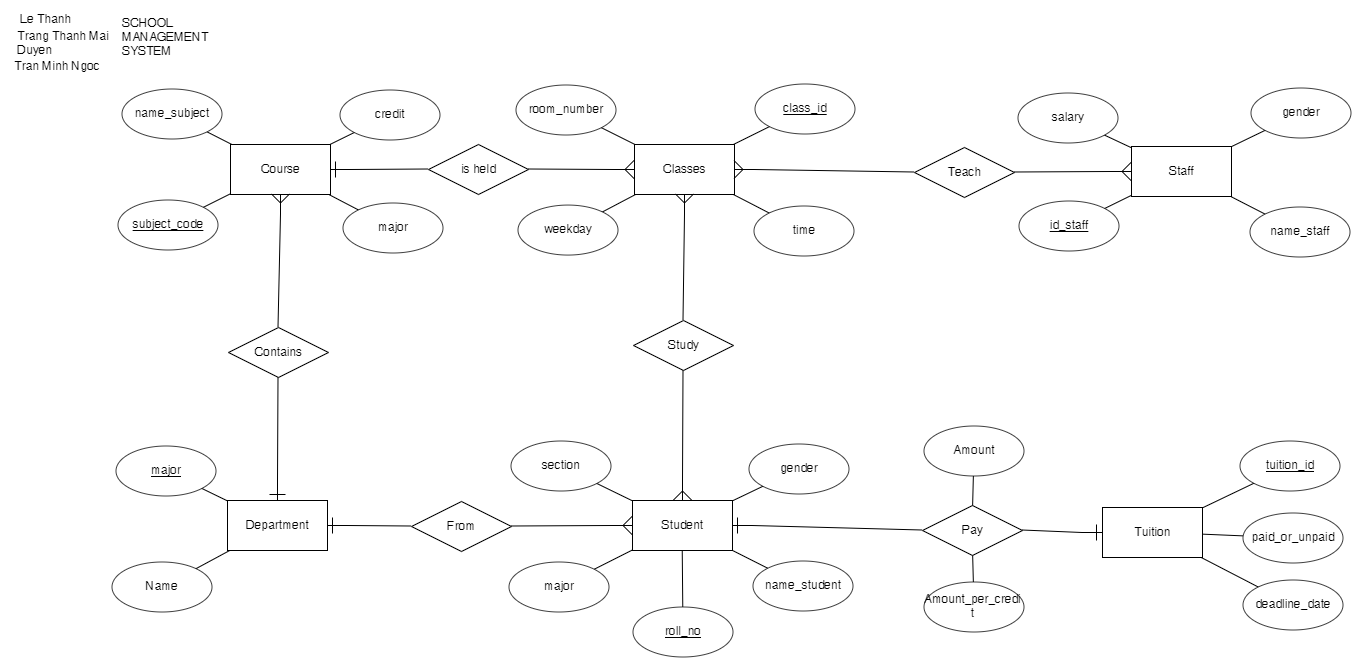 Le Thanh
Trang Thanh Mai
Duyen
Tran Minh Ngoc
SCHOOL
MANAGEMENT
SYSTEM
name_subject
credit
room_number
class_id
salary
gender
Course
is held
Classes
Teach
Staff
subject_code
major
weekday
time
id_staff
name_staff
Contains
Study
major
section
gender
Amount
tuition_id
Department
From
Student
Pay
Tuition
paid_or_unpaid
Name
major
name_student
Amount_per_credi
t
deadline_date
roll_no